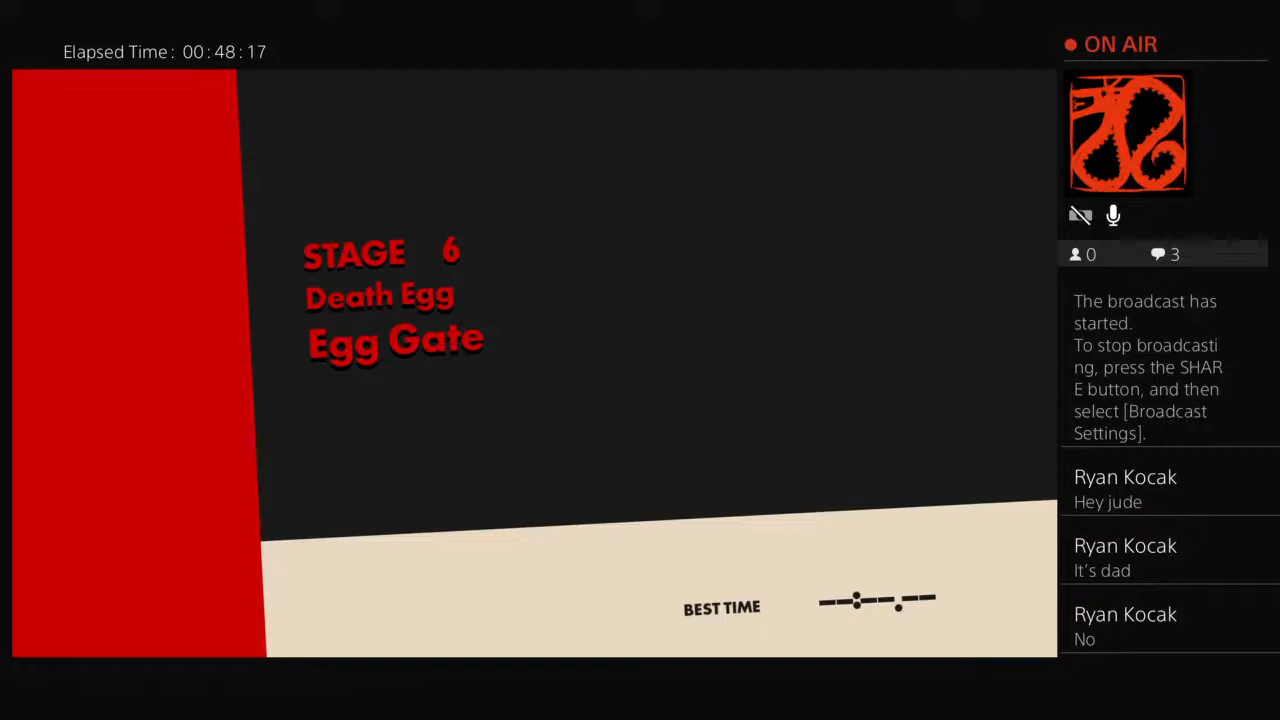 Elapsed Time: 00:48:17
ON AIR
STAGE 6
Death Egg
Egg Gate
BEST TIME --:--.--
0 3
The broadcast has
started.
To stop broadcasti
ng, press the SHAR
E button, and then
select [Broadcast
Settings].
Ryan Kocak
Hey jude
Ryan Kocak
It's dad
Ryan Kocak
No